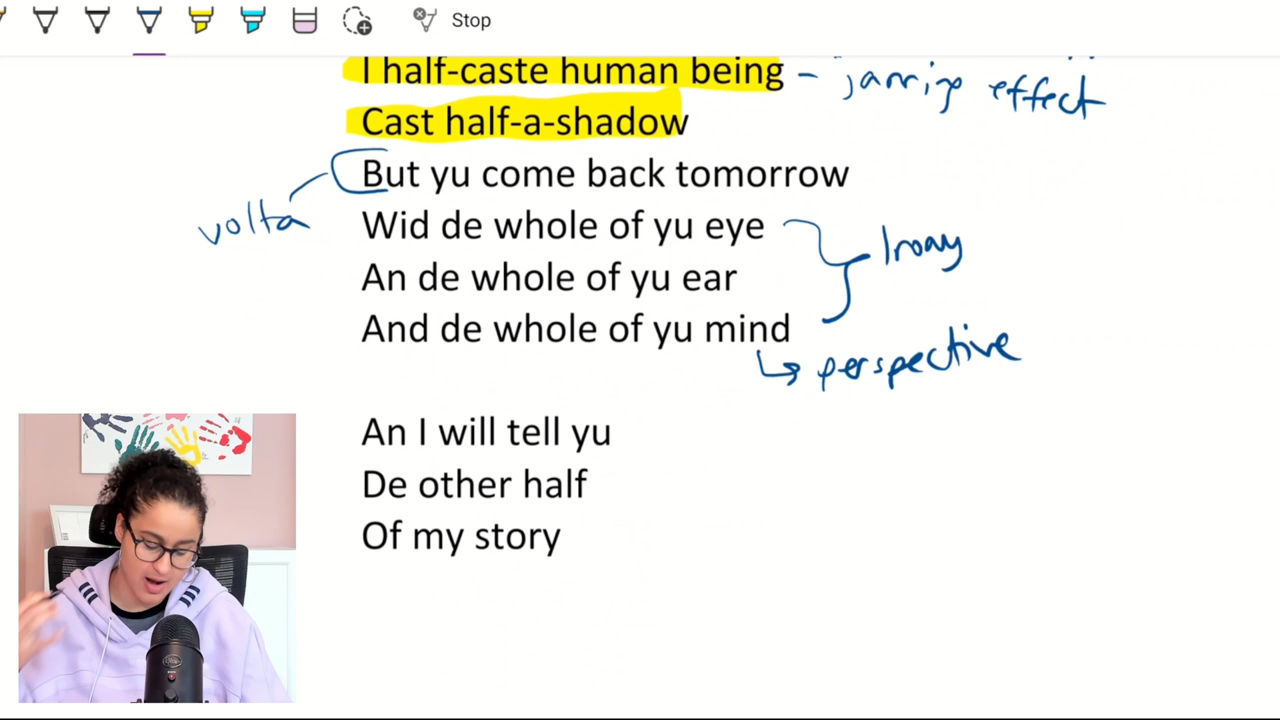 Stop
I half-caste human being – jarring effect
Cast half-a-shadow
But yu come back tomorrow
volta
Wid de whole of yu eye
Irony
An de whole of yu ear
And de whole of yu mind
↳ perspective
An I will tell yu
De other half
Of my story